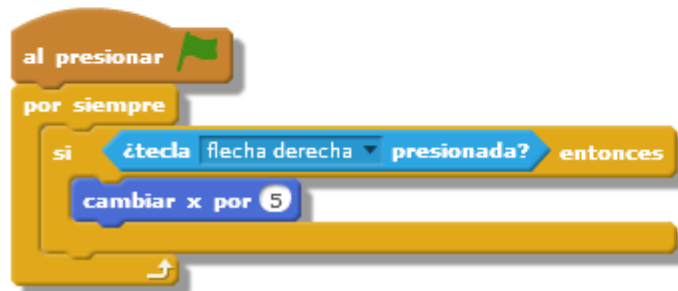 al presionar
por siempre
si ¿tecla flecha derecha presionada? entonces
cambiar x por 5